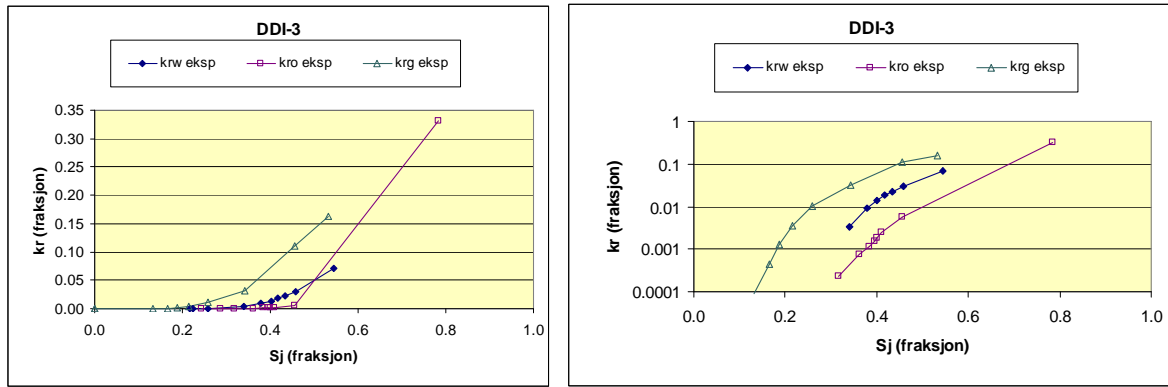 DDI-3
krw eksp kro eksp krg eksp
0.35
0.30
0.25
0.20
0.15
0.10
0.05
0.00
0.0 0.2 0.4 0.6 0.8 1.0
kr (fraksjon)
Sj (fraksjon)
DDI-3
krw eksp kro eksp krg eksp
1
0.1
0.01
0.001
0.0001
0.0 0.2 0.4 0.6 0.8 1.0
kr (fraksjon)
Sj (fraksjon)